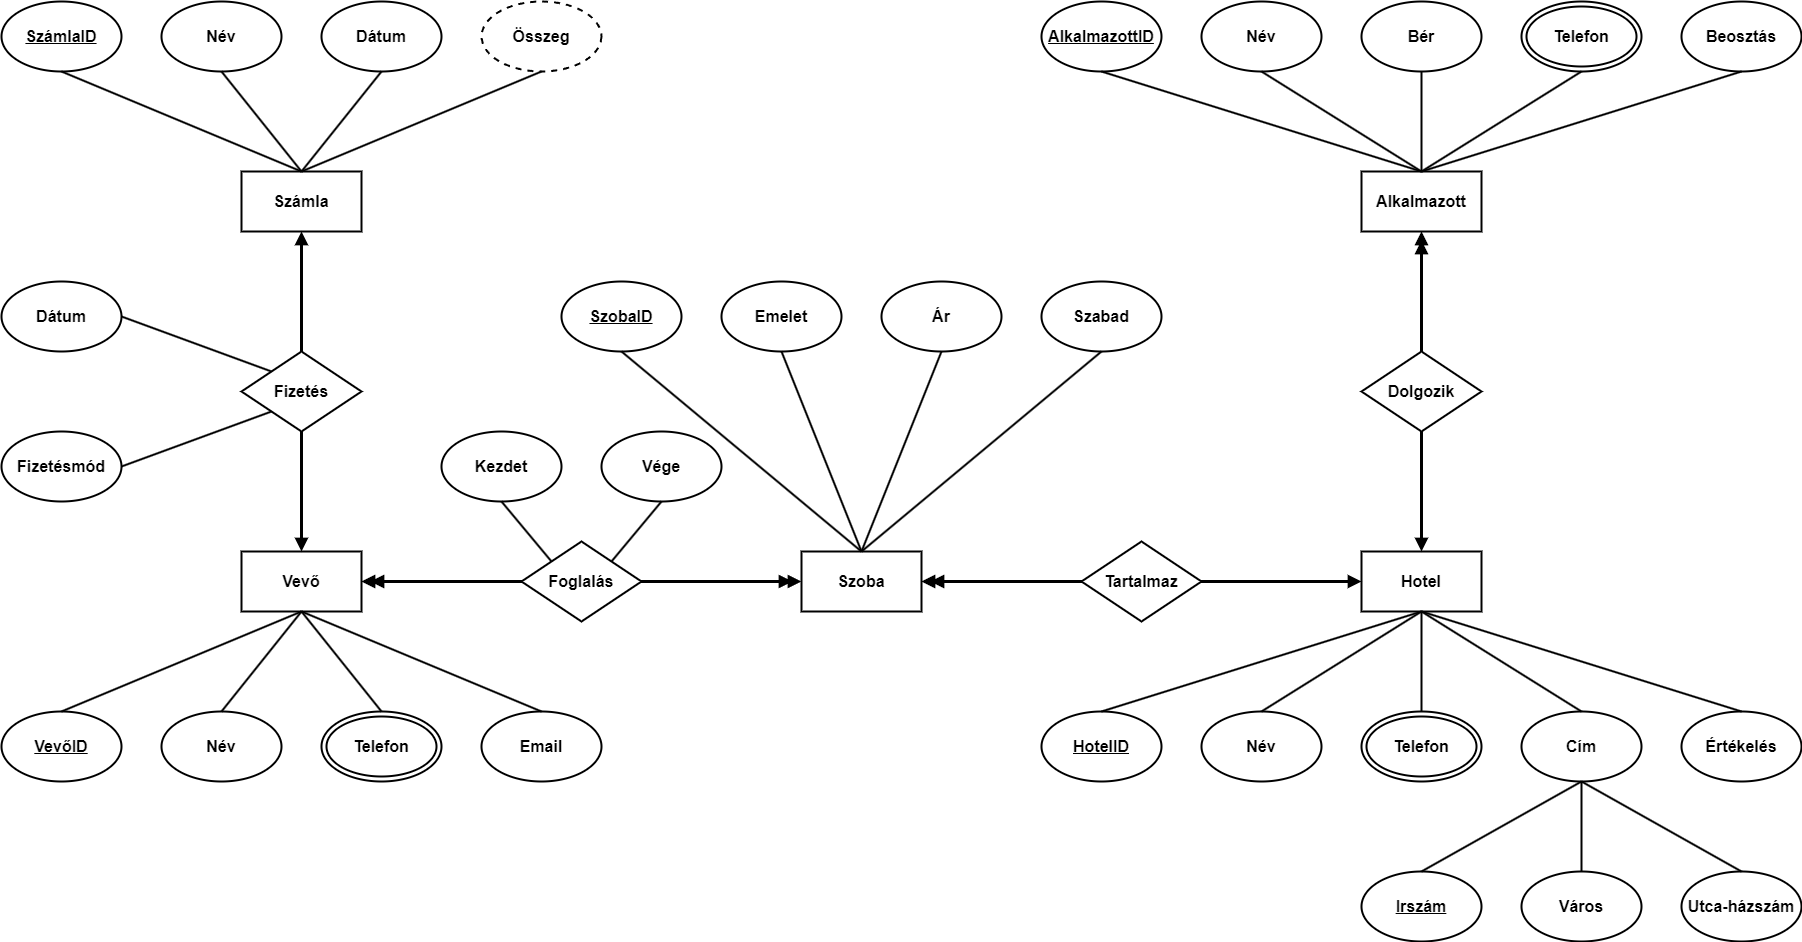 SzámlaID
Név
Dátum
Összeg
AlkalmazottID
Név
Bér
Telefon
Beosztás
Számla
Alkalmazott
Dátum
SzobaID
Emelet
Ár
Szabad
Fizetés
Dolgozik
Fizetésmód
Kezdet
Vége
Vevő
Foglalás
Szoba
Tartalmaz
Hotel
VevőID
Név
Telefon
Email
HotelID
Név
Telefon
Cím
Értékelés
Irszám
Város
Utca-házszám